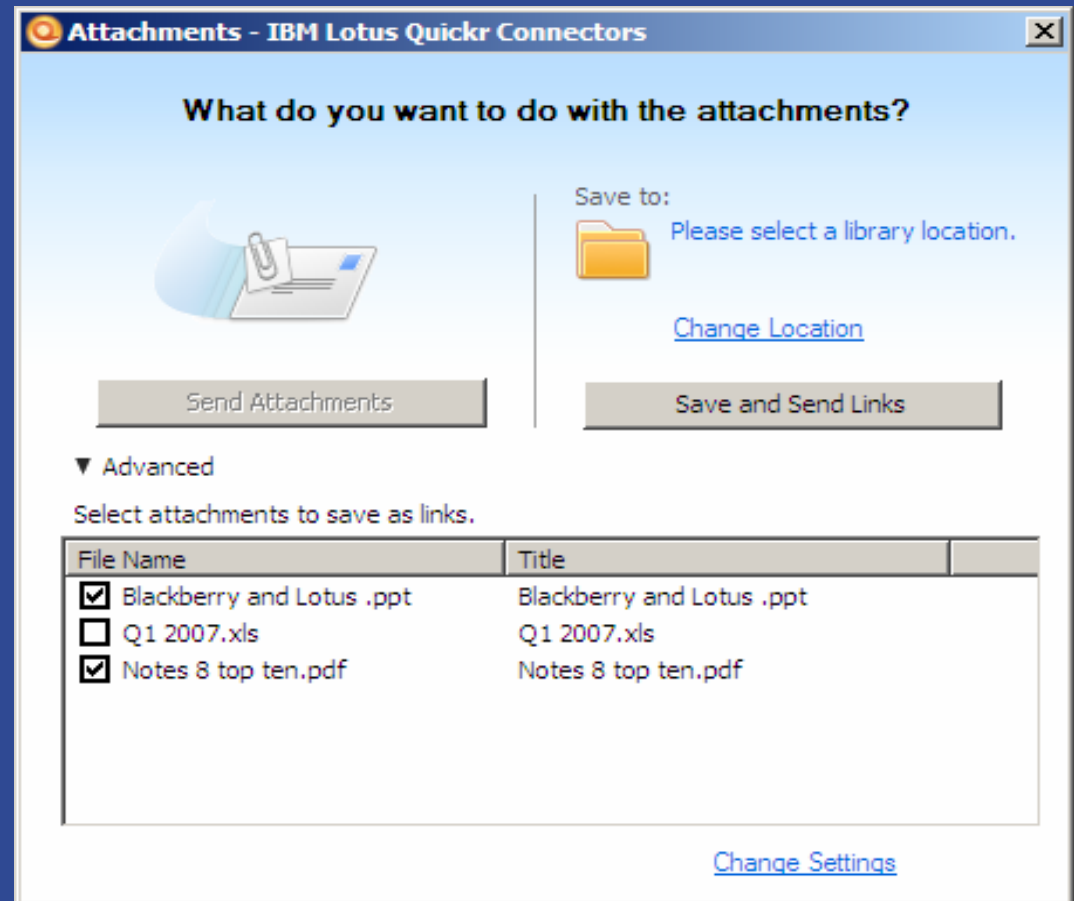 Attachments - IBM Lotus Quickr Connectors
What do you want to do with the attachments?
Save to:
Please select a library location.
Change Location
Send Attachments
Save and Send Links
▼ Advanced
Select attachments to save as links.
File Name Title
Blackberry and Lotus .ppt Blackberry and Lotus .ppt
Q1 2007.xls Q1 2007.xls
Notes 8 top ten.pdf Notes 8 top ten.pdf
Change Settings